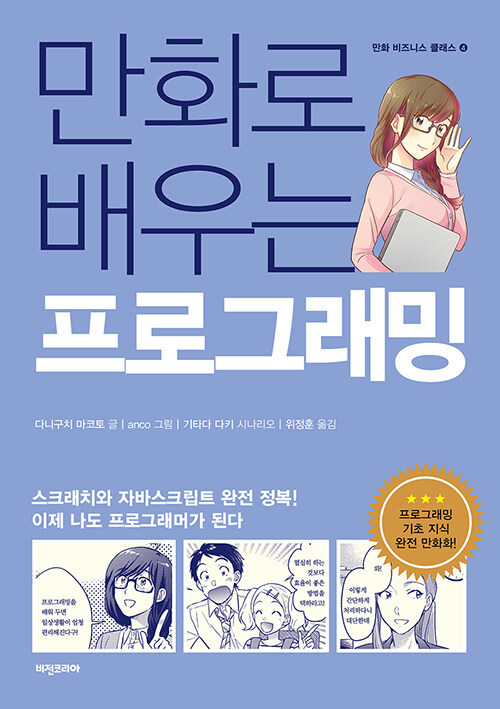 만화 비즈니스 클래스 4
만화로
배우는
프로그래밍
다니구치 마코토 글 | anco 그림 | 기타다 다키 시나리오 | 위정훈 옮김
스크래치와 자바스크립트 완전 정복!
이제 나도 프로그래머가 된다
★★★
프로그래밍
기초 지식
완전 만화화!
프로그래밍을
배워 두면
일상생활이 엄청
편리해진다구!
열심히 하는
것보다
효율이 좋은
방법을
택하라고!
와!
이렇게
간단하게
처리하다니
대단한데
비전코리아